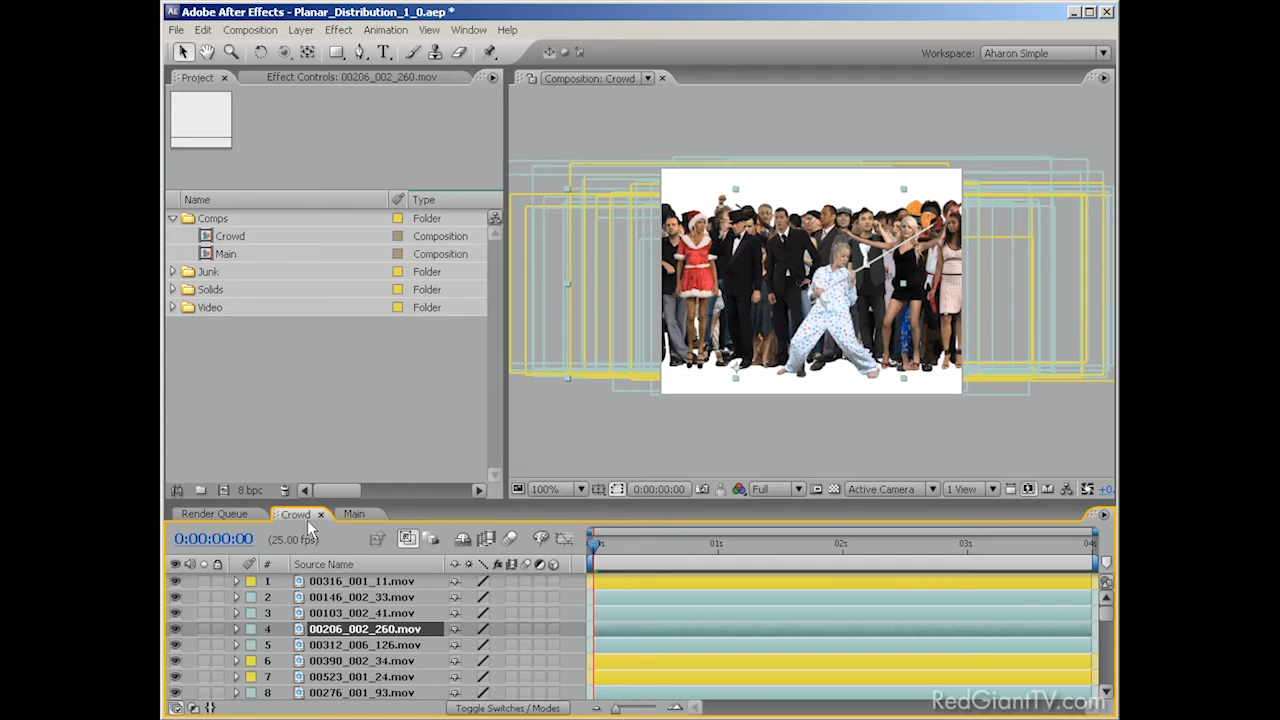 Ae Adobe After Effects - Planar_Distribution_1_0.aep *
File Edit Composition Layer Effect Animation View Window Help
T Workspace: Aharon Simple
Project × Effect Controls: 00206_002_260.mov
Composition: Crowd ×
Name Type
Comps Folder
Crowd Composition
Main Composition
Junk Folder
Solids Folder
Video Folder
8 bpc
100% 0:00:00:00 Full Active Camera 1 View +0.
Render Queue Crowd × Main
0:00:00:00 (25.00 fps)
01s 02s 03s 04s
# Source Name
1 00316_001_11.mov
2 00146_002_33.mov
3 00103_002_41.mov
4 00206_002_260.mov
5 00312_006_126.mov
6 00390_002_34.mov
7 00523_001_24.mov
8 00276_001_93.mov
Toggle Switches / Modes
RedGiantTV.com